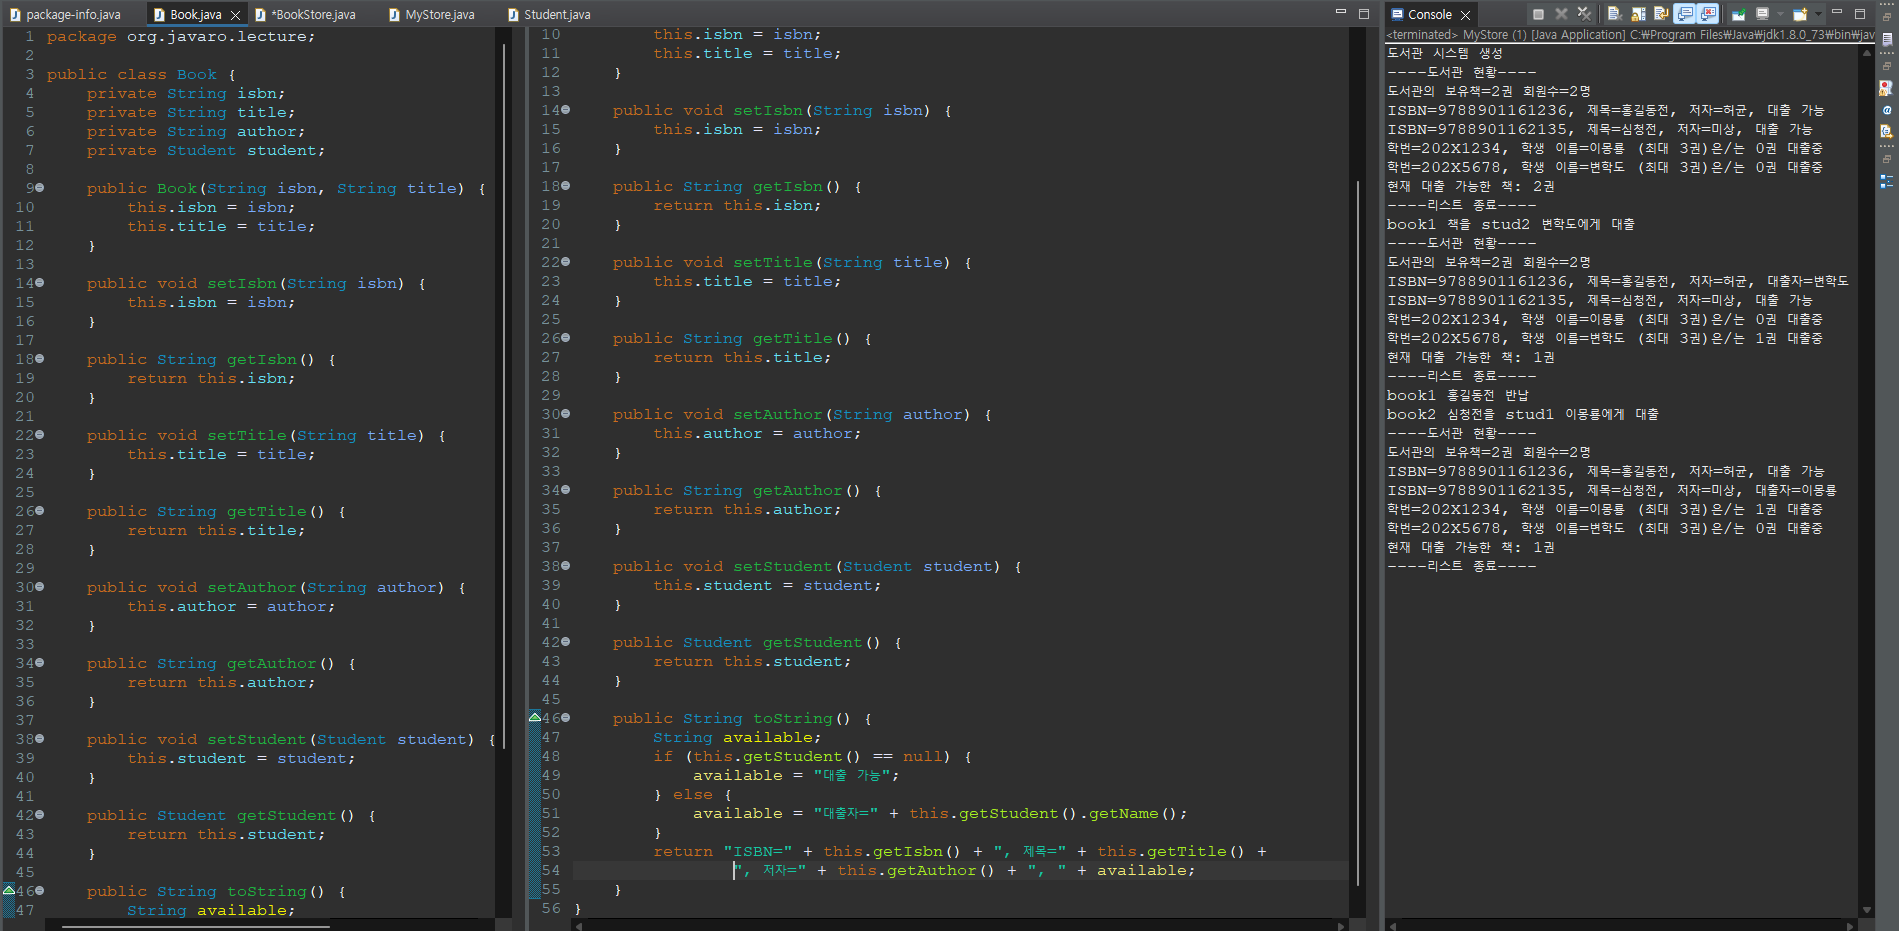 package-info.java
Book.java
*BookStore.java
MyStore.java
Student.java
1 package org.javaro.lecture;
2
3 public class Book {
4     private String isbn;
5     private String title;
6     private String author;
7     private Student student;
8
9     public Book(String isbn, String title) {
10         this.isbn = isbn;
11         this.title = title;
12     }
13
14     public void setIsbn(String isbn) {
15         this.isbn = isbn;
16     }
17
18     public String getIsbn() {
19         return this.isbn;
20     }
21
22     public void setTitle(String title) {
23         this.title = title;
24     }
25
26     public String getTitle() {
27         return this.title;
28     }
29
30     public void setAuthor(String author) {
31         this.author = author;
32     }
33
34     public String getAuthor() {
35         return this.author;
36     }
37
38     public void setStudent(Student student) {
39         this.student = student;
40     }
41
42     public Student getStudent() {
43         return this.student;
44     }
45
46     public String toString() {
47         String available;
10         this.isbn = isbn;
11         this.title = title;
12     }
13
14     public void setIsbn(String isbn) {
15         this.isbn = isbn;
16     }
17
18     public String getIsbn() {
19         return this.isbn;
20     }
21
22     public void setTitle(String title) {
23         this.title = title;
24     }
25
26     public String getTitle() {
27         return this.title;
28     }
29
30     public void setAuthor(String author) {
31         this.author = author;
32     }
33
34     public String getAuthor() {
35         return this.author;
36     }
37
38     public void setStudent(Student student) {
39         this.student = student;
40     }
41
42     public Student getStudent() {
43         return this.student;
44     }
45
46     public String toString() {
47         String available;
48         if (this.getStudent() == null) {
49             available = "대출 가능";
50         } else {
51             available = "대출자=" + this.getStudent().getName();
52         }
53         return "ISBN=" + this.getIsbn() + ", 제목=" + this.getTitle() +
54                 ", 저자=" + this.getAuthor() + ", " + available;
55     }
56 }
Console
<terminated> MyStore (1) [Java Application] C:₩Program Files₩Java₩jdk1.8.0_73₩bin₩jav
도서관 시스템 생성
----도서관 현황----
도서관의 보유책=2권 회원수=2명
ISBN=9788901161236, 제목=홍길동전, 저자=허균, 대출 가능
ISBN=9788901162135, 제목=심청전, 저자=미상, 대출 가능
학번=202X1234, 학생 이름=이몽룡 (최대 3권)은/는 0권 대출중
학번=202X5678, 학생 이름=변학도 (최대 3권)은/는 0권 대출중
현재 대출 가능한 책: 2권
----리스트 종료----
book1 책을 stud2 변학도에게 대출
----도서관 현황----
도서관의 보유책=2권 회원수=2명
ISBN=9788901161236, 제목=홍길동전, 저자=허균, 대출자=변학도
ISBN=9788901162135, 제목=심청전, 저자=미상, 대출 가능
학번=202X1234, 학생 이름=이몽룡 (최대 3권)은/는 0권 대출중
학번=202X5678, 학생 이름=변학도 (최대 3권)은/는 1권 대출중
현재 대출 가능한 책: 1권
----리스트 종료----
book1 홍길동전 반납
book2 심청전을 stud1 이몽룡에게 대출
----도서관 현황----
도서관의 보유책=2권 회원수=2명
ISBN=9788901161236, 제목=홍길동전, 저자=허균, 대출 가능
ISBN=9788901162135, 제목=심청전, 저자=미상, 대출자=이몽룡
학번=202X1234, 학생 이름=이몽룡 (최대 3권)은/는 1권 대출중
학번=202X5678, 학생 이름=변학도 (최대 3권)은/는 0권 대출중
현재 대출 가능한 책: 1권
----리스트 종료----